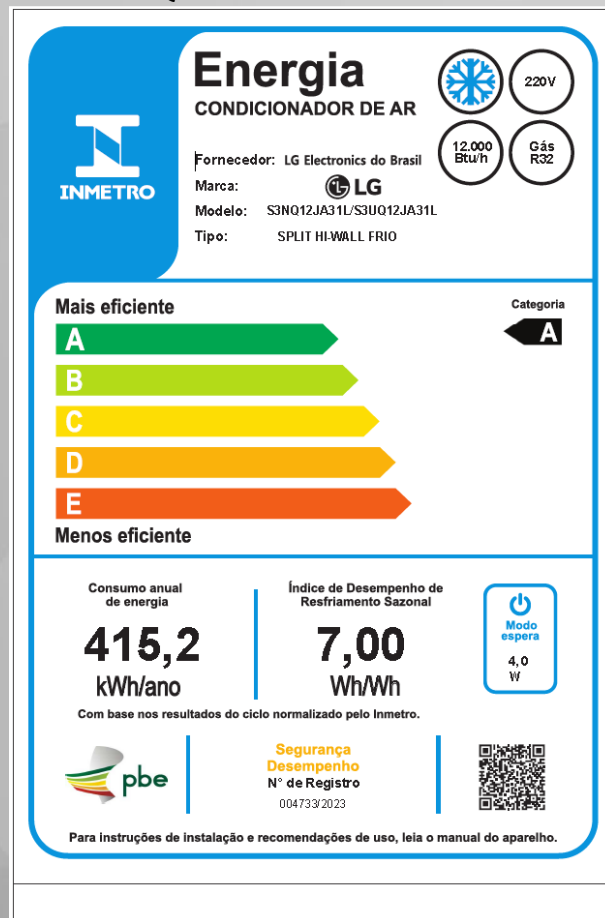 Energia
CONDICIONADOR DE AR
220V
12.000
Btu/h
Gás
R32
INMETRO
Fornecedor: LG Electronics do Brasil
Marca: LG LG
Modelo: S3NQ12JA31L/S3UQ12JA31L
Tipo: SPLIT HI-WALL FRIO
Mais eficiente
Categoria
A
A
B
C
D
E
Menos eficiente
Consumo anual
de energia
415,2
kWh/ano
Índice de Desempenho de
Resfriamento Sazonal
7,00
Wh/Wh
Modo
espera
4,0
W
Com base nos resultados do ciclo normalizado pelo Inmetro.
pbe
Segurança
Desempenho
N° de Registro
004733/2023
Para instruções de instalação e recomendações de uso, leia o manual do aparelho.